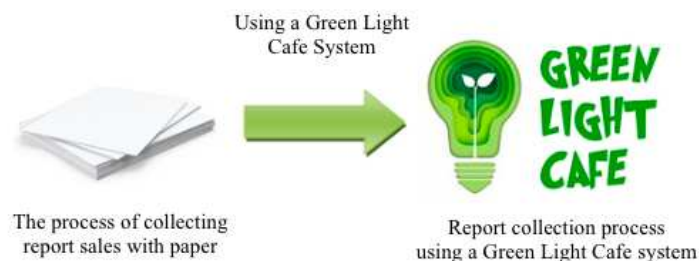 Using a Green Light
Cafe System
GREEN
LIGHT
CAFE
The process of collecting
report sales with paper
Report collection process
using a Green Light Cafe system